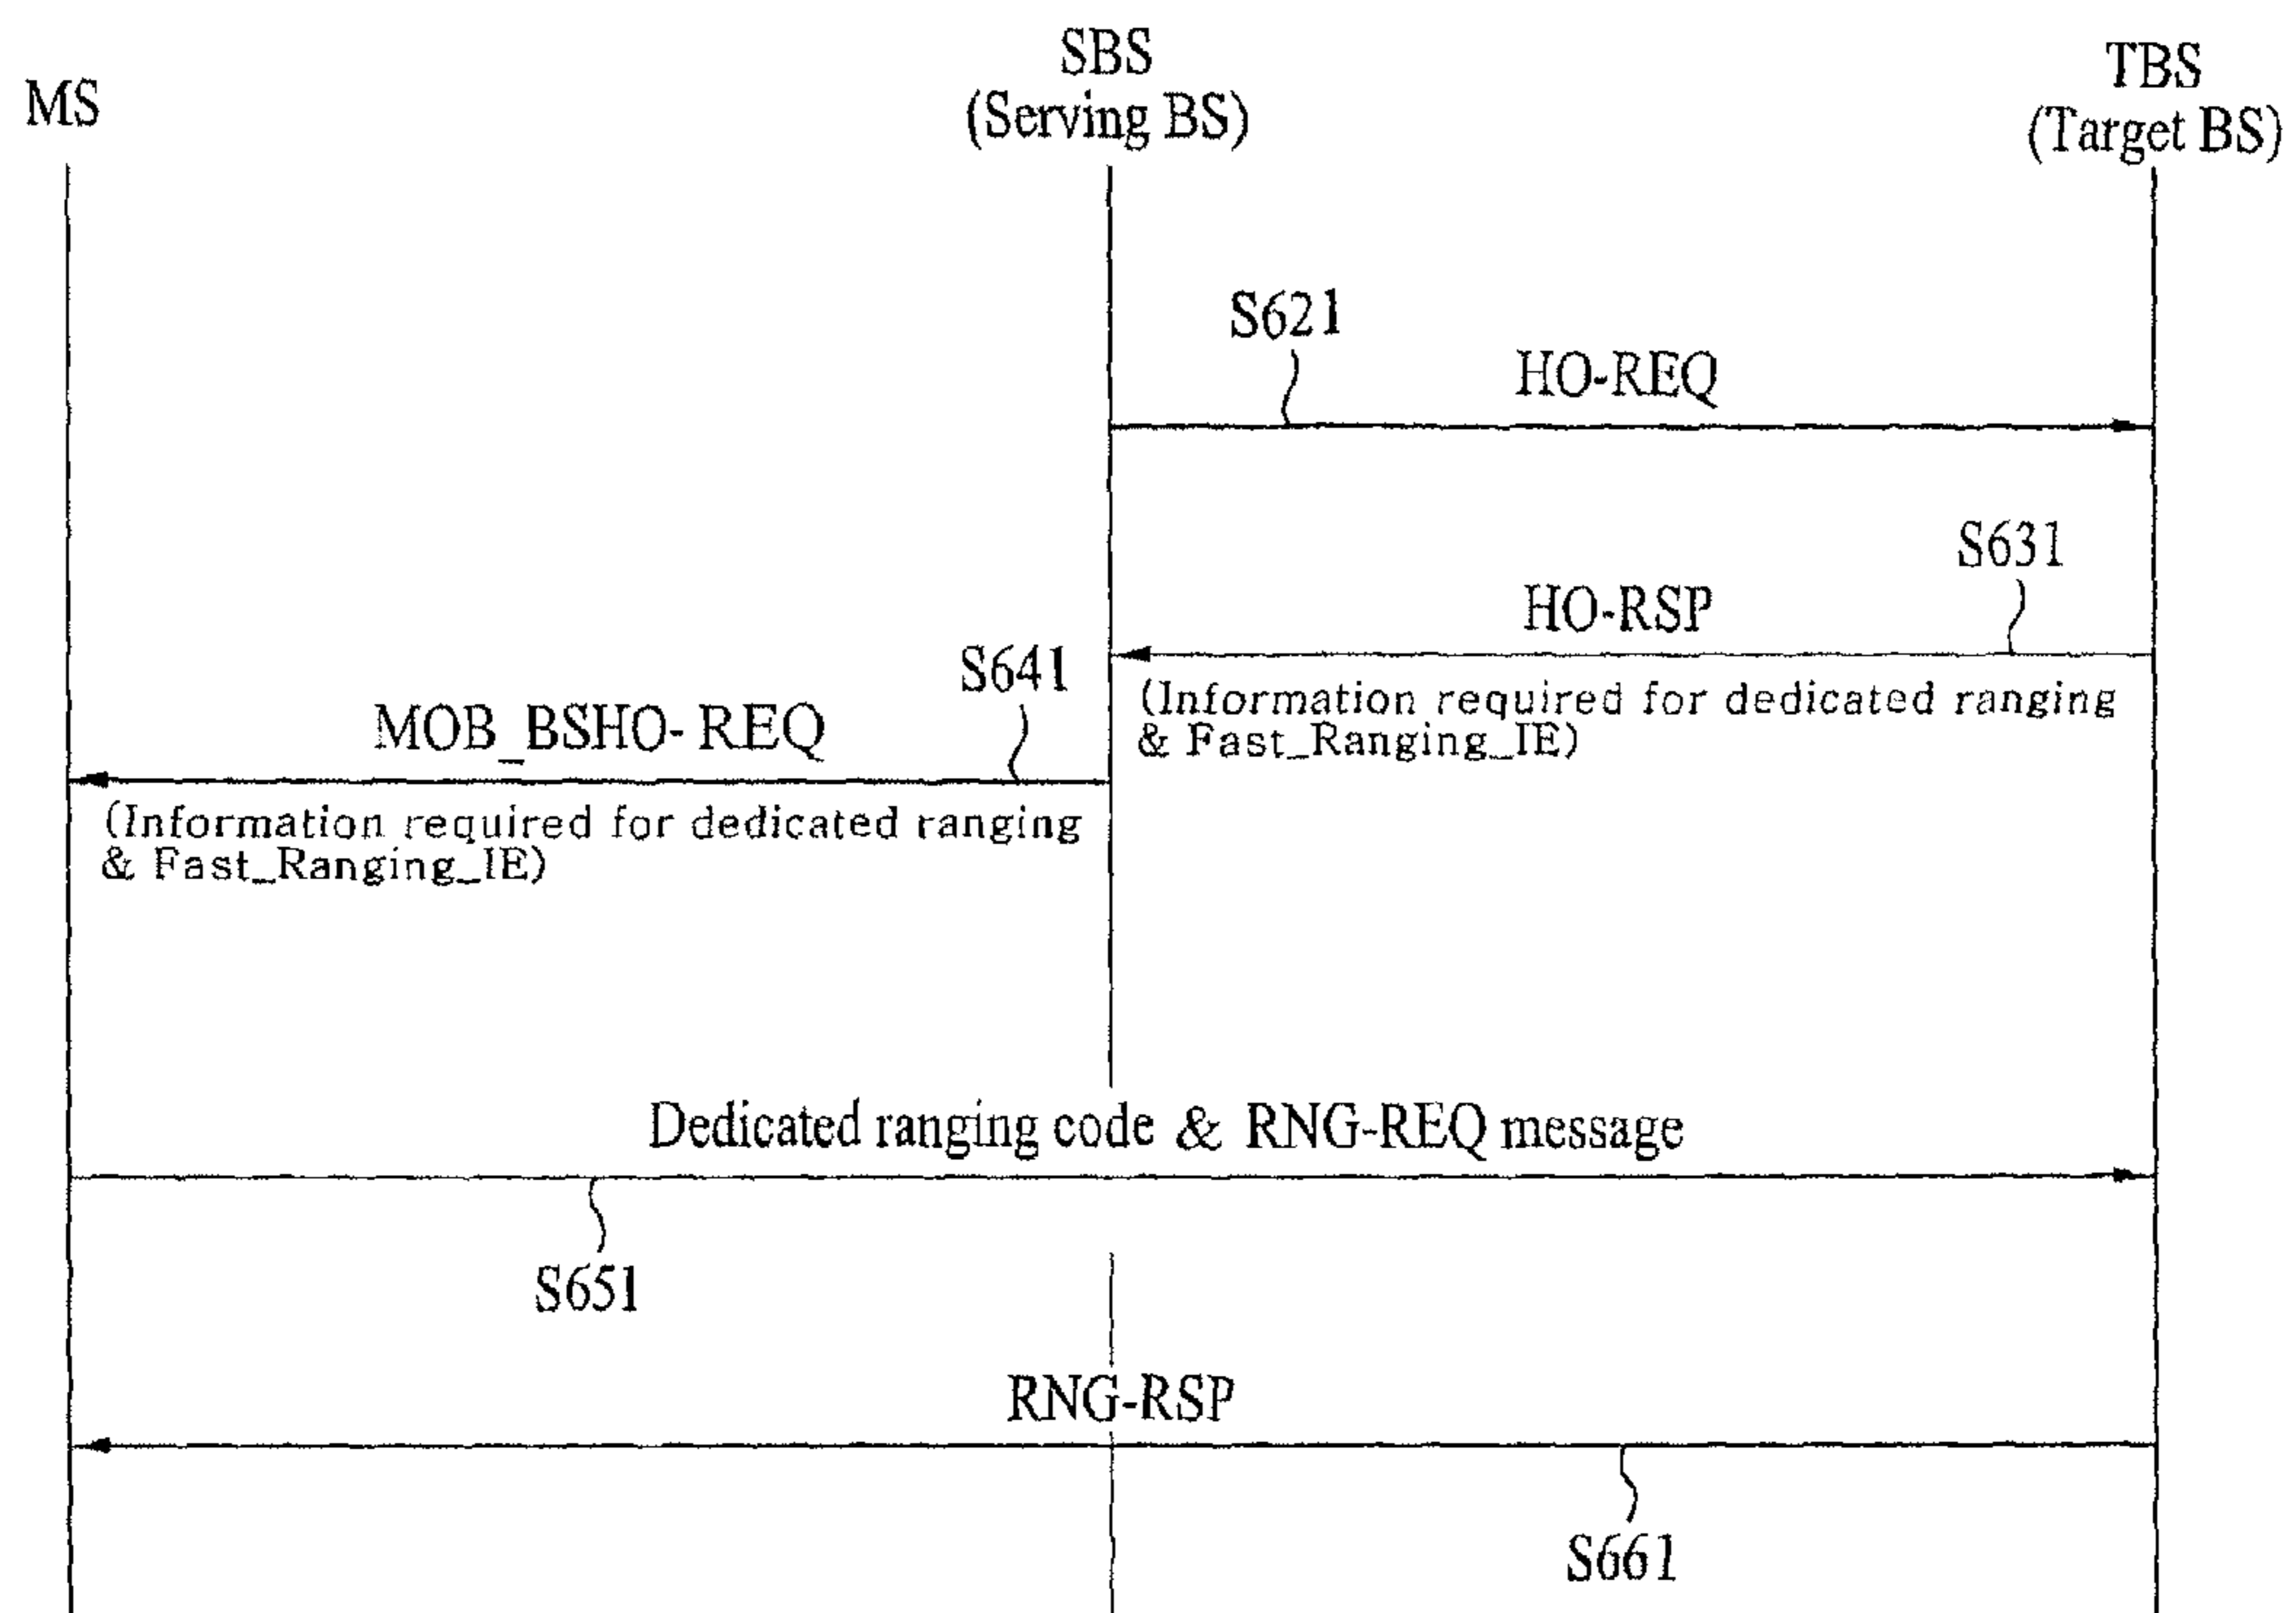 MS
SBS
(Serving BS)
TBS
(Target BS)
S621
HO-REQ
S631
HO-RSP
(Information required for dedicated ranging
& Fast_Ranging_IE)
S641
MOB_BSHO- REQ
(Information required for dedicated ranging
& Fast_Ranging_IE)
Dedicated ranging code & RNG-REQ message
S651
RNG-RSP
S661